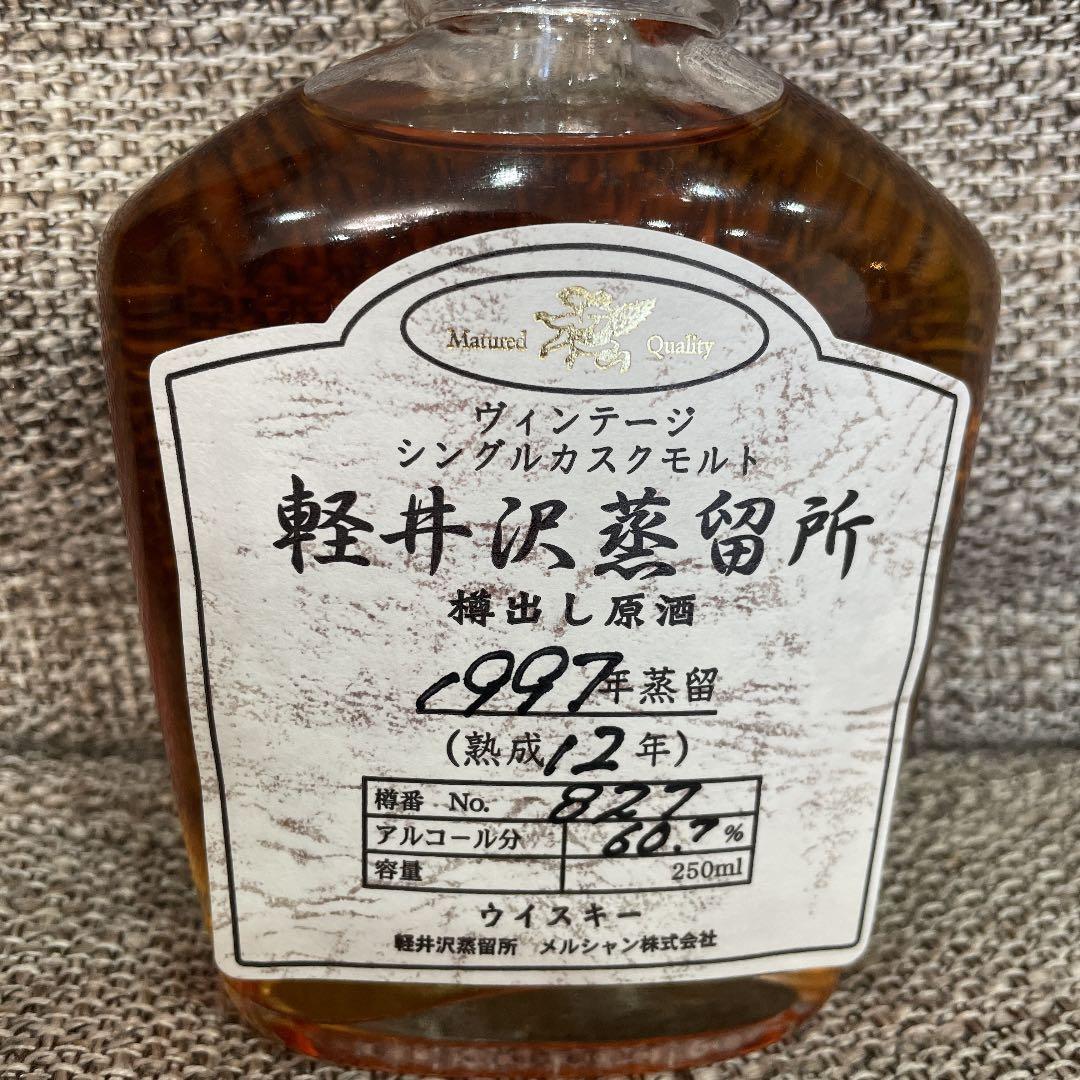 Matured Quality
ヴィンテージ
シングルカスクモルト
軽井沢蒸留所
樽出し原酒
1997年蒸留
(熟成12年)
樽番 No. 827
アルコール分 60.7%
容量 250ml
ウイスキー
軽井沢蒸留所 メルシャン株式会社